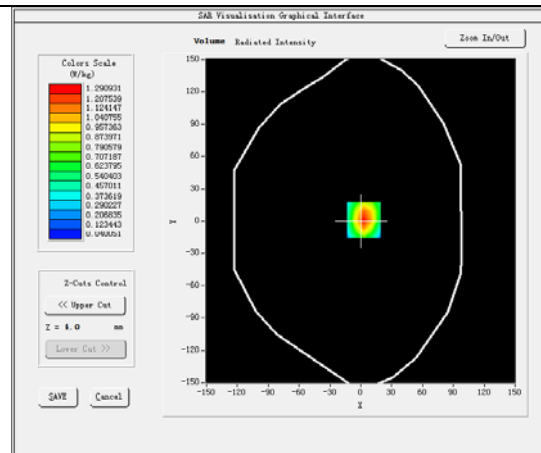 SAR Visualisation Graphical Interface
Volume Radiated Intensity
Zoom In/Out
Colors Scale
(W/kg)
1.290931
1.207539
1.124147
1.040755
0.957363
0.873971
0.790579
0.707187
0.623795
0.540403
0.457011
0.373619
0.290227
0.206835
0.123443
0.040051
Z-Cuts Control
<< Upper Cut
Z = 4.0 mm
Lower Cut >>
SAVE Cancel
Y
150
120
90
60
30
0
-30
-60
-90
-120
-150
-150 -120 -90 -60 -30 0 30 60 90 120 150
X